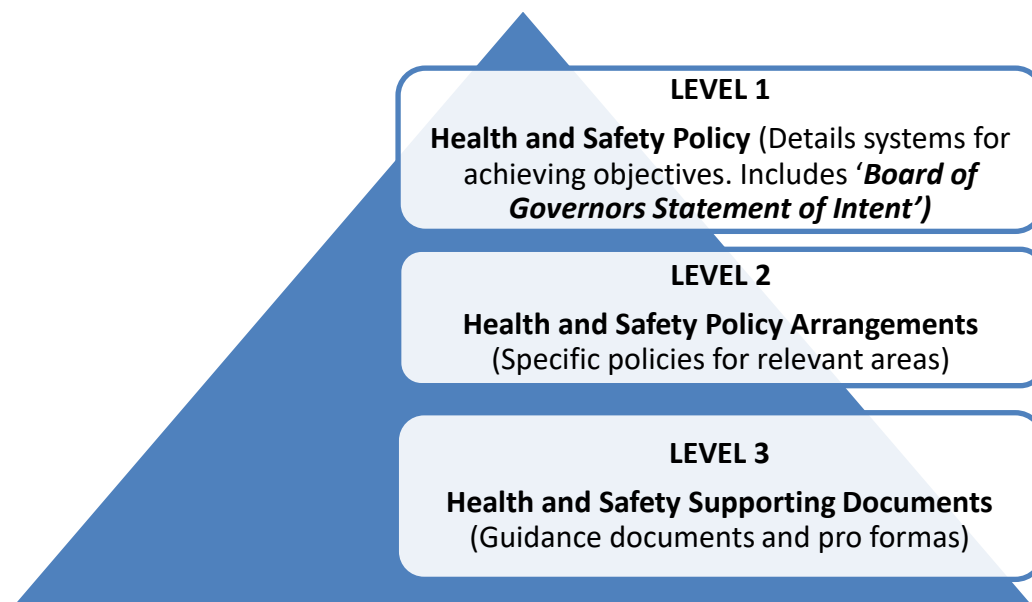 LEVEL 1
Health and Safety Policy (Details systems for
achieving objectives. Includes ‘Board of
Governors Statement of Intent’)
LEVEL 2
Health and Safety Policy Arrangements
(Specific policies for relevant areas)
LEVEL 3
Health and Safety Supporting Documents
(Guidance documents and pro formas)